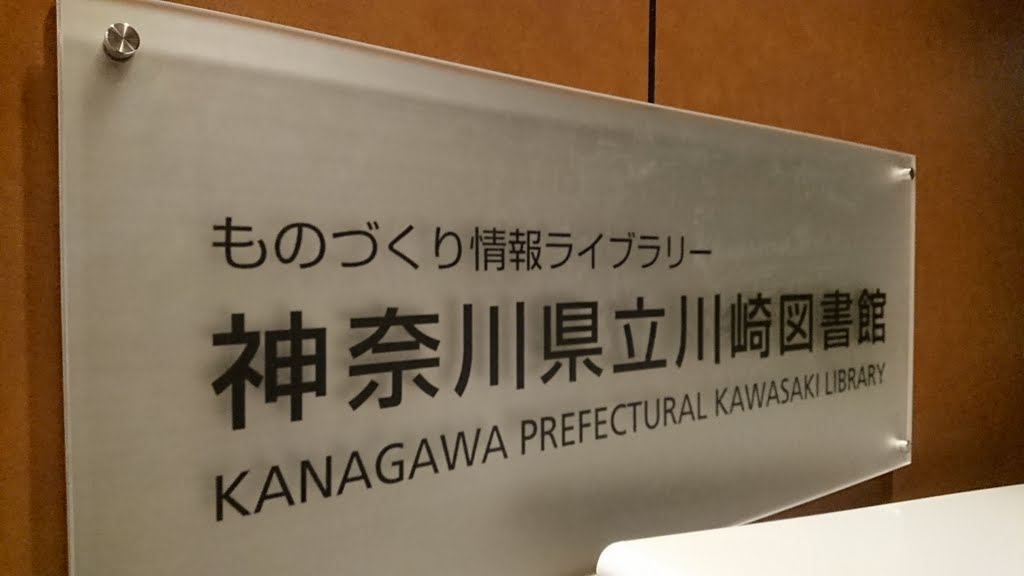 ものづくり情報ライブラリー
神奈川県立川崎図書館
KANAGAWA PREFECTURAL KAWASAKI LIBRARY